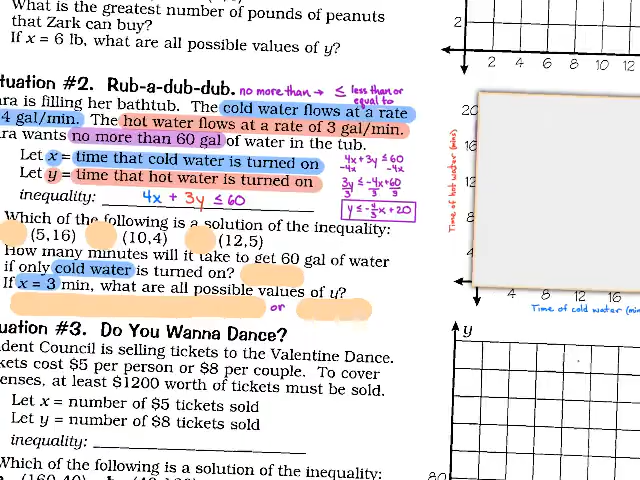 What is the greatest number of pounds of peanuts
that Zark can buy?
If x = 6 lb, what are all possible values of y?
2
0 2 4 6 8 10 12
tuation #2. Rub-a-dub-dub. no more than → ≤ less than or
equal to
ara is filling her bathtub. The cold water flows at a rate
4 gal/min. The hot water flows at a rate of 3 gal/min.
ara wants no more than 60 gal of water in the tub.
Let x = time that cold water is turned on
Let y = time that hot water is turned on
inequality: 4x + 3y ≤ 60
4x + 3y ≤ 60
-4x -4x
3y ≤ -4x + 60
3 3 3
y ≤ -4/3 x + 20
Which of the following is a solution of the inequality:
(5,16) (10,4) (12,5)
How many minutes will it take to get 60 gal of water
if only cold water is turned on?
If x = 3 min, what are all possible values of y?
or
Time of hot water (mins)
20
16
12
8
4
4 8 12 16 20
Time of cold water (min
uation #3. Do You Wanna Dance?
dent Council is selling tickets to the Valentine Dance.
kets cost $5 per person or $8 per couple. To cover
enses, at least $1200 worth of tickets must be sold.
Let x = number of $5 tickets sold
Let y = number of $8 tickets sold
inequality:
Which of the following is a solution of the inequality:
y
80